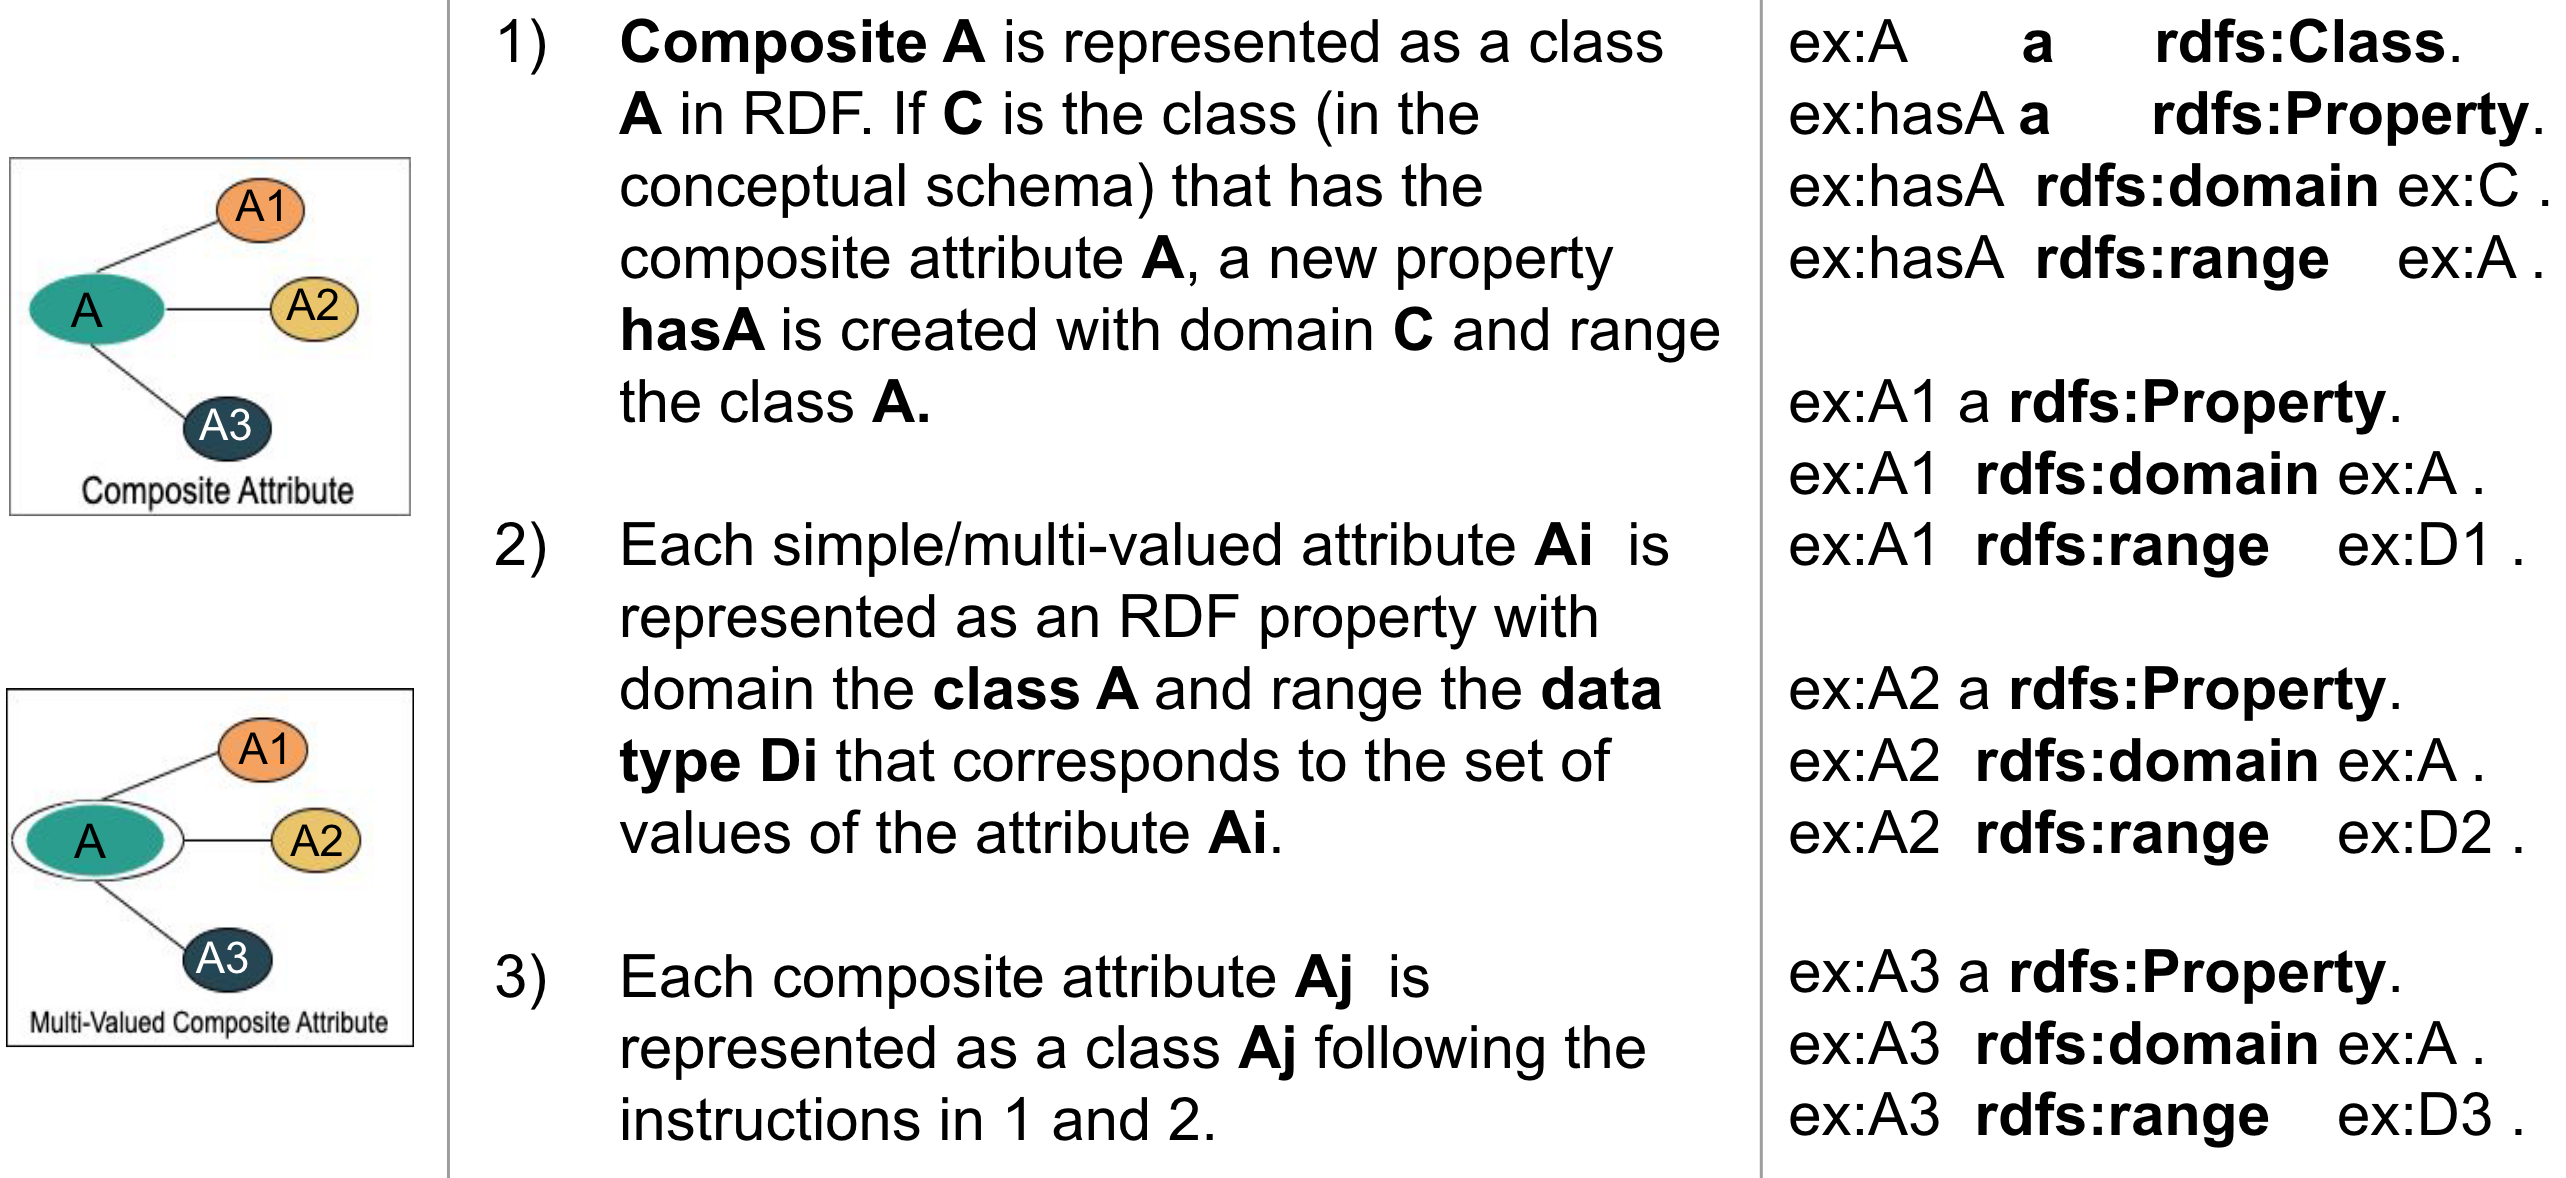 A1
A
A2
A3
Composite Attribute
A1
A
A2
A3
Multi-Valued Composite Attribute
1) Composite A is represented as a class
A in RDF. If C is the class (in the
conceptual schema) that has the
composite attribute A, a new property
hasA is created with domain C and range
the class A.
2) Each simple/multi-valued attribute Ai is
represented as an RDF property with
domain the class A and range the data
type Di that corresponds to the set of
values of the attribute Ai.
3) Each composite attribute Aj is
represented as a class Aj following the
instructions in 1 and 2.
ex:A a rdfs:Class.
ex:hasA a rdfs:Property.
ex:hasA rdfs:domain ex:C .
ex:hasA rdfs:range ex:A .
ex:A1 a rdfs:Property.
ex:A1 rdfs:domain ex:A .
ex:A1 rdfs:range ex:D1 .
ex:A2 a rdfs:Property.
ex:A2 rdfs:domain ex:A .
ex:A2 rdfs:range ex:D2 .
ex:A3 a rdfs:Property.
ex:A3 rdfs:domain ex:A .
ex:A3 rdfs:range ex:D3 .